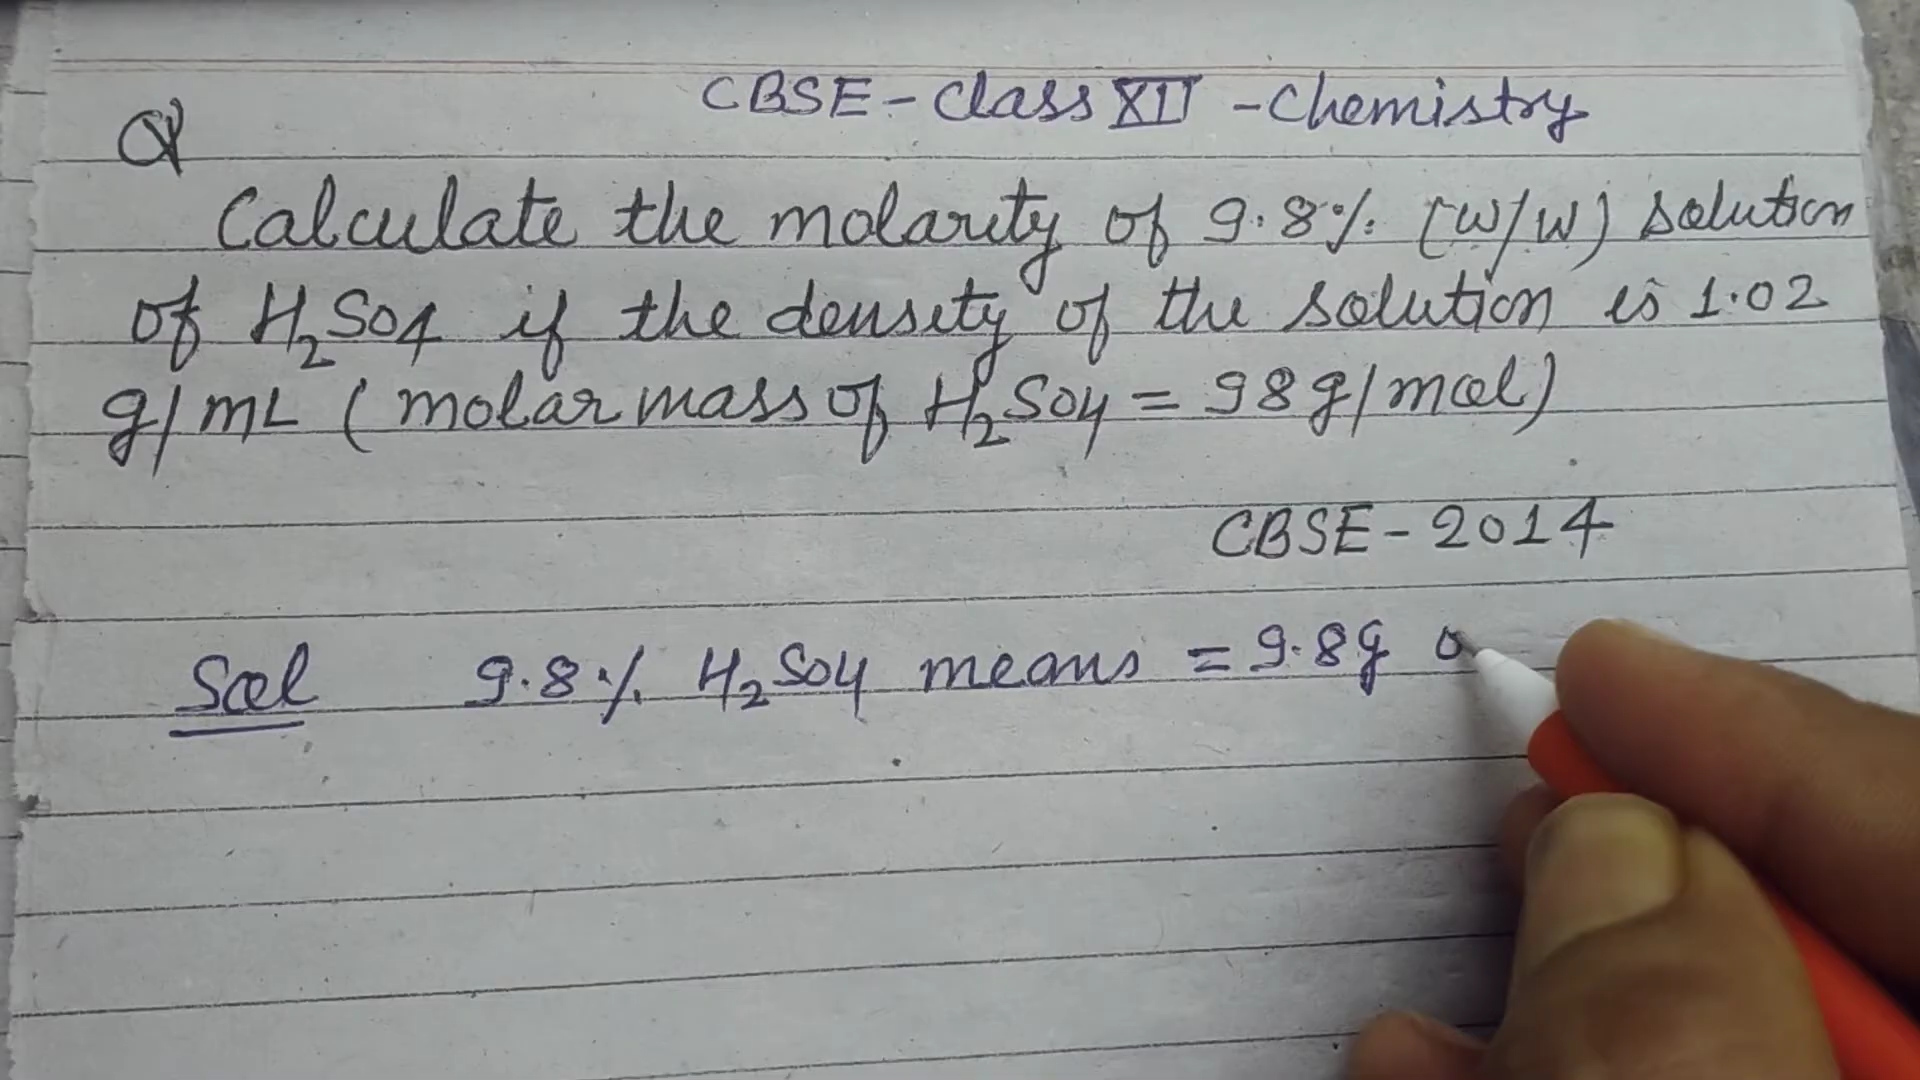 CBSE - Class XII - Chemistry
Q
Calculate the molarity of 9.8% (W/W) solution
of H₂SO4 if the density of the solution is 1.02
g/mL (molar mass of H₂SO4 = 98g/mol)
CBSE - 2014
Sol 9.8% H₂SO4 means = 9.8g o